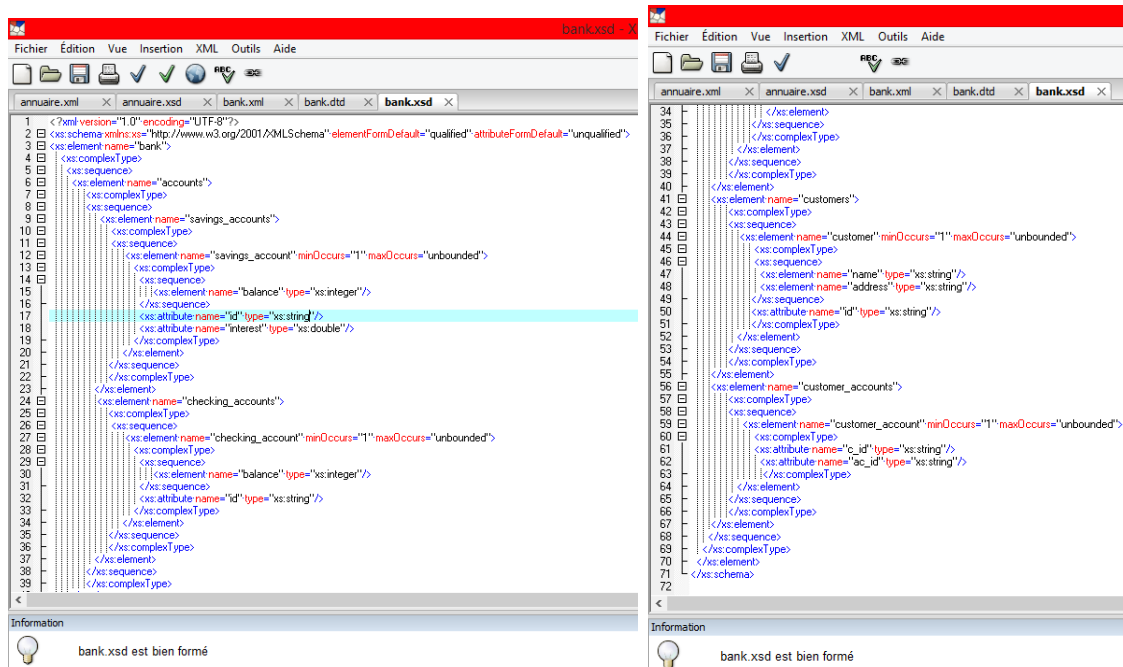 bank.xsd - X
Fichier Édition Vue Insertion XML Outils Aide
ABC
annuaire.xml annuaire.xsd bank.xml bank.dtd bank.xsd
1 <?xml version="1.0" encoding="UTF-8"?>
2 <xs:schema xmlns:xs="http://www.w3.org/2001/XMLSchema" elementFormDefault="qualified" attributeFormDefault="unqualified">
3 <xs:element name="bank">
4 <xs:complexType>
5 <xs:sequence>
6 <xs:element name="accounts">
7 <xs:complexType>
8 <xs:sequence>
9 <xs:element name="savings_accounts">
10 <xs:complexType>
11 <xs:sequence>
12 <xs:element name="savings_account" minOccurs="1" maxOccurs="unbounded">
13 <xs:complexType>
14 <xs:sequence>
15 <xs:element name="balance" type="xs:integer"/>
16 </xs:sequence>
17 <xs:attribute name="id" type="xs:string"/>
18 <xs:attribute name="interest" type="xs:double"/>
19 </xs:complexType>
20 </xs:element>
21 </xs:sequence>
22 </xs:complexType>
23 </xs:element>
24 <xs:element name="checking_accounts">
25 <xs:complexType>
26 <xs:sequence>
27 <xs:element name="checking_account" minOccurs="1" maxOccurs="unbounded">
28 <xs:complexType>
29 <xs:sequence>
30 <xs:element name="balance" type="xs:integer"/>
31 </xs:sequence>
32 <xs:attribute name="id" type="xs:string"/>
33 </xs:complexType>
34 </xs:element>
35 </xs:sequence>
36 </xs:complexType>
37 </xs:element>
38 </xs:sequence>
39 </xs:complexType>
Information
bank.xsd est bien formé
Fichier Édition Vue Insertion XML Outils Aide
ABC
annuaire.xml annuaire.xsd bank.xml bank.dtd bank.xsd
34 </xs:element>
35 </xs:sequence>
36 </xs:complexType>
37 </xs:element>
38 </xs:sequence>
39 </xs:complexType>
40 </xs:element>
41 <xs:element name="customers">
42 <xs:complexType>
43 <xs:sequence>
44 <xs:element name="customer" minOccurs="1" maxOccurs="unbounded">
45 <xs:complexType>
46 <xs:sequence>
47 <xs:element name="name" type="xs:string"/>
48 <xs:element name="address" type="xs:string"/>
49 </xs:sequence>
50 <xs:attribute name="id" type="xs:string"/>
51 </xs:complexType>
52 </xs:element>
53 </xs:sequence>
54 </xs:complexType>
55 </xs:element>
56 <xs:element name="customer_accounts">
57 <xs:complexType>
58 <xs:sequence>
59 <xs:element name="customer_account" minOccurs="1" maxOccurs="unbounded">
60 <xs:complexType>
61 <xs:attribute name="c_id" type="xs:string"/>
62 <xs:attribute name="ac_id" type="xs:string"/>
63 </xs:complexType>
64 </xs:element>
65 </xs:sequence>
66 </xs:complexType>
67 </xs:element>
68 </xs:sequence>
69 </xs:complexType>
70 </xs:element>
71 </xs:schema>
72
Information
bank.xsd est bien formé